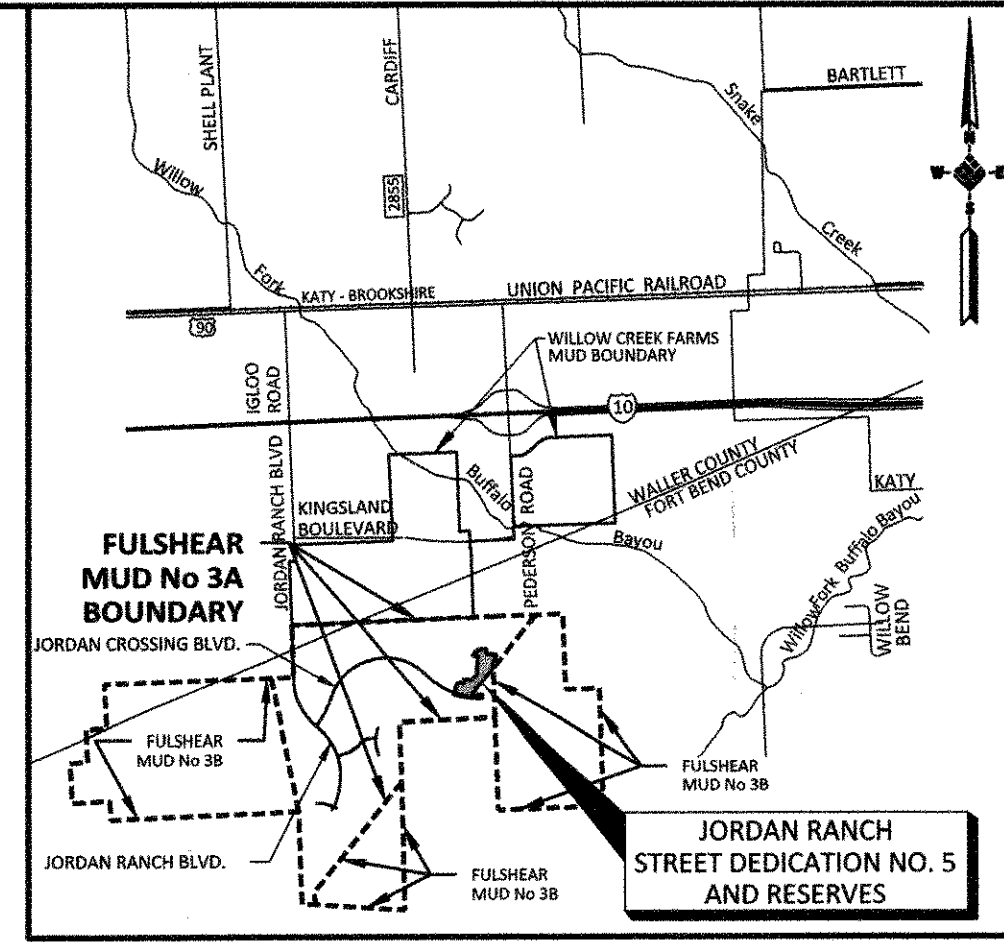 SHELL PLANT
CARDIFF
2855
Snake
Creek
BARTLETT
N
W
E
S
Willow
Fork
KATY - BROOKSHIRE
UNION PACIFIC RAILROAD
90
WILLOW CREEK FARMS
MUD BOUNDARY
IGLOO
ROAD
10
JORDAN RANCH BLVD
KINGSLAND
BOULEVARD
Buffalo
Bayou
PEDERSON ROAD
WALLER COUNTY
FORT BEND COUNTY
KATY
Willow Fork Buffalo Bayou
WILLOW
BEND
FULSHEAR
MUD No 3A
BOUNDARY
JORDAN CROSSING BLVD.
FULSHEAR
MUD No 3B
FULSHEAR
MUD No 3B
JORDAN RANCH BLVD.
FULSHEAR
MUD No 3B
JORDAN RANCH
STREET DEDICATION NO. 5
AND RESERVES